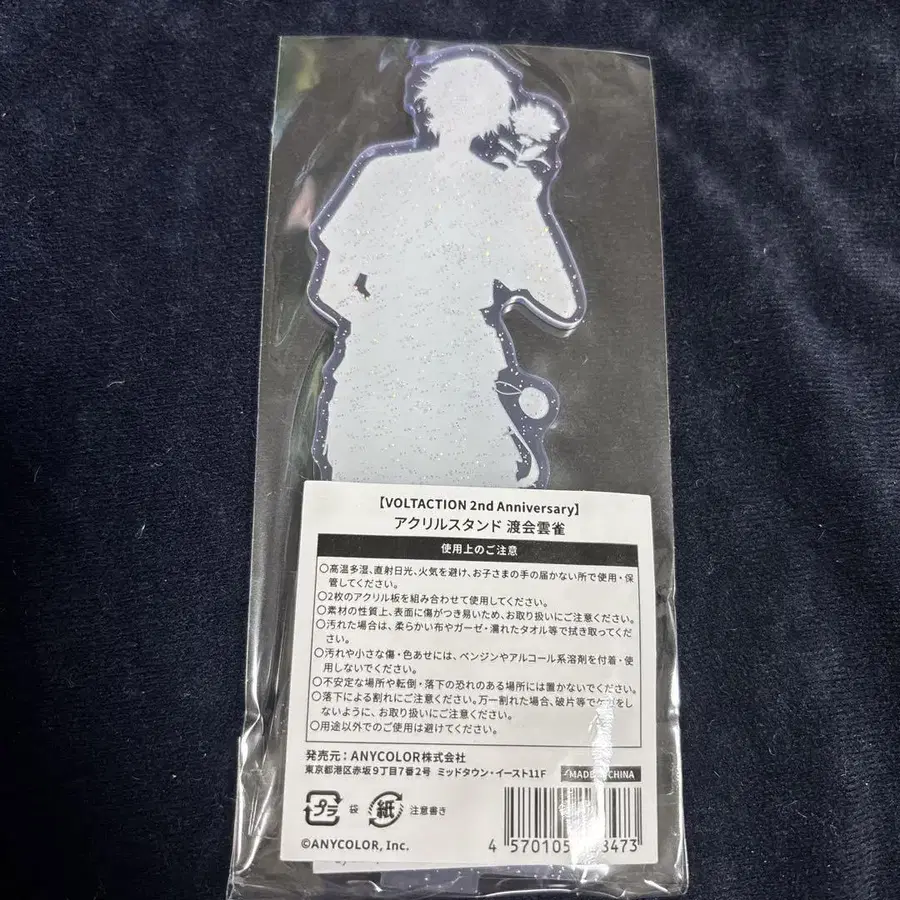 【VOLTACTION 2nd Anniversary】
アクリルスタンド 渡会雲雀
使用上のご注意
○高温多湿、直射日光、火気を避け、お子さまの手の届かない所で使用・保
管してください。
○2枚のアクリル板を組み合わせて使用してください。
○素材の性質上、表面に傷がつき易いため、お取り扱いにご注意ください。
○汚れた場合は、柔らかい布やガーゼ・濡れたタオル等で拭き取ってくだ
さい。
○汚れや小さな傷・色あせには、ベンジンやアルコール系溶剤を付着・使
用しないでください。
○不安定な場所や転倒・落下の恐れのある場所には置かないでください。
○落下による割れにご注意ください。万一割れた場合、破片等でケガをし
ないように、お取り扱いにご注意ください。
○用途以外でのご使用は避けてください。
発売元：ANYCOLOR株式会社
東京都港区赤坂9丁目7番2号 ミッドタウン・イースト11F
MADE IN CHINA
プラ 袋 紙 注意書き
©ANYCOLOR, Inc.
4 570105 8473